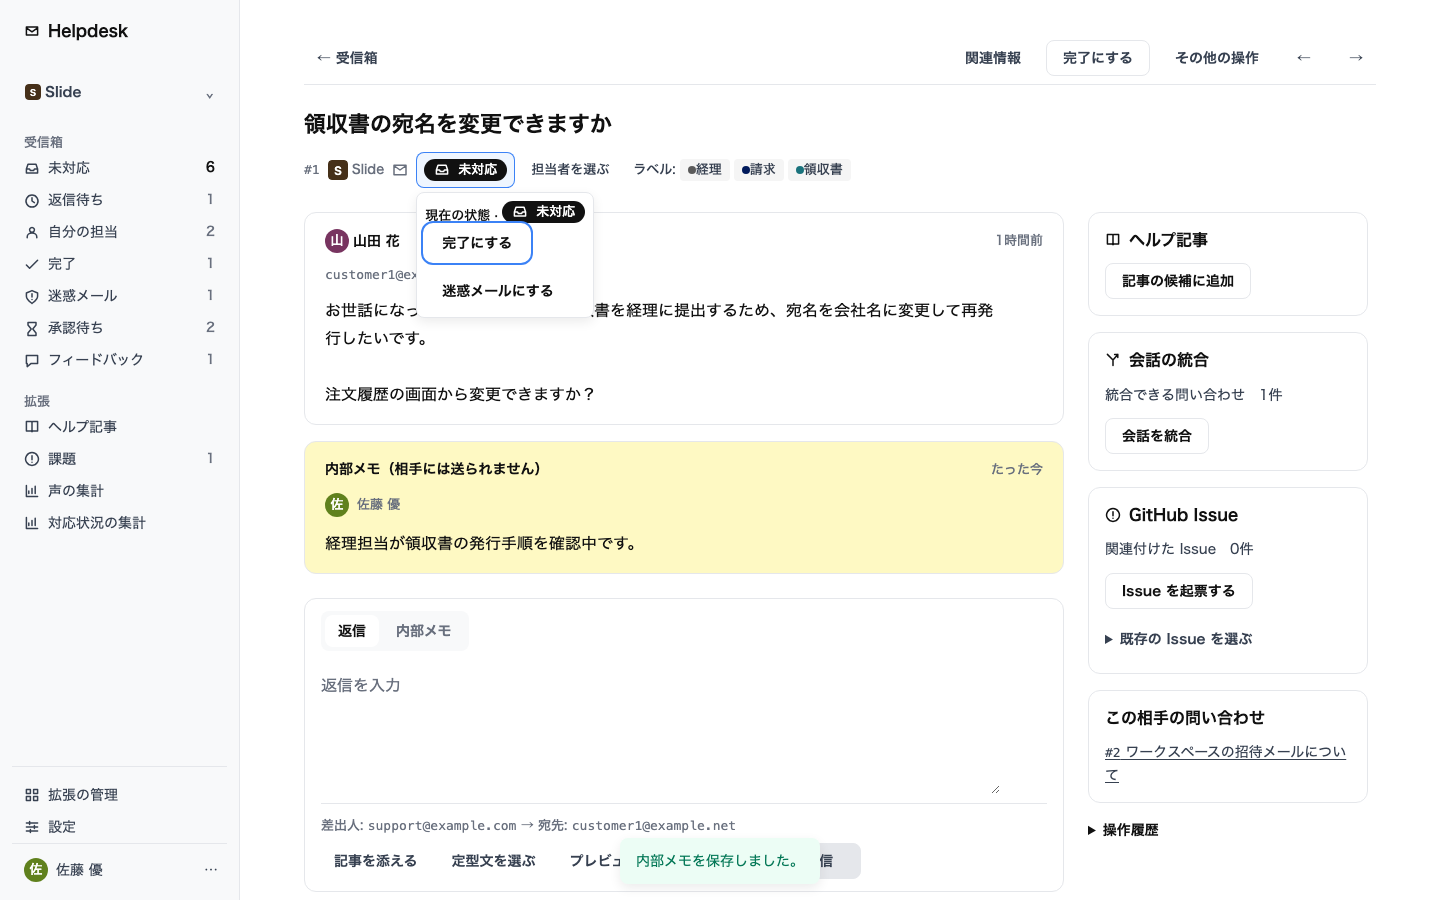 Helpdesk
S Slide
受信箱
未対応 6
返信待ち 1
自分の担当 2
完了 1
迷惑メール 1
承認待ち 2
フィードバック 1
拡張
ヘルプ記事
課題 1
声の集計
対応状況の集計
拡張の管理
設定
佐 佐藤 優 …
← 受信箱
関連情報 完了にする その他の操作 ← →
領収書の宛名を変更できますか
#1 S Slide 未対応 担当者を選ぶ ラベル: 経理 請求 領収書
現在の状態 · 未対応
完了にする
迷惑メールにする
山 山田 花 1時間前
customer1@ex
お世話になっ
書を経理に提出するため、宛名を会社名に変更して再発
行したいです。
注文履歴の画面から変更できますか？
内部メモ（相手には送られません） たった今
佐 佐藤 優
経理担当が領収書の発行手順を確認中です。
返信 内部メモ
返信を入力
差出人: support@example.com → 宛先: customer1@example.net
記事を添える 定型文を選ぶ プレビュ 信
内部メモを保存しました。
ヘルプ記事
記事の候補に追加
会話の統合
統合できる問い合わせ 1件
会話を統合
GitHub Issue
関連付けた Issue 0件
Issue を起票する
▶ 既存の Issue を選ぶ
この相手の問い合わせ
#2 ワークスペースの招待メールについ
て
▶ 操作履歴